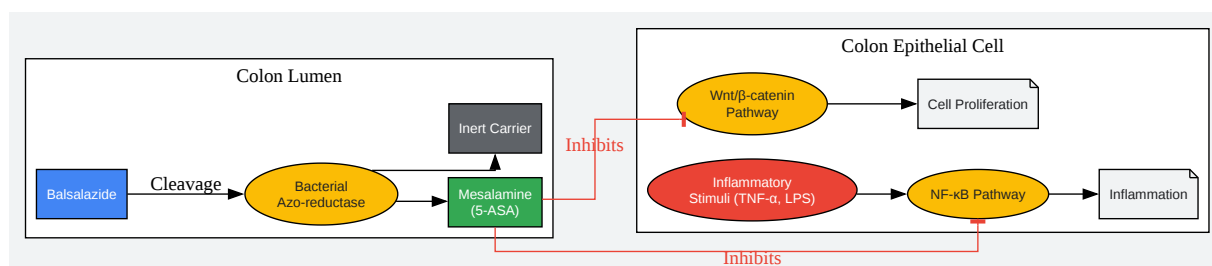 Colon Lumen
Balsalazide
Cleavage
Bacterial
Azo-reductase
Inert Carrier
Mesalamine
(5-ASA)
Inhibits
Inhibits
Colon Epithelial Cell
Wnt/β-catenin
Pathway
Cell Proliferation
Inflammatory
Stimuli (TNF-α, LPS)
NF-κB Pathway
Inflammation